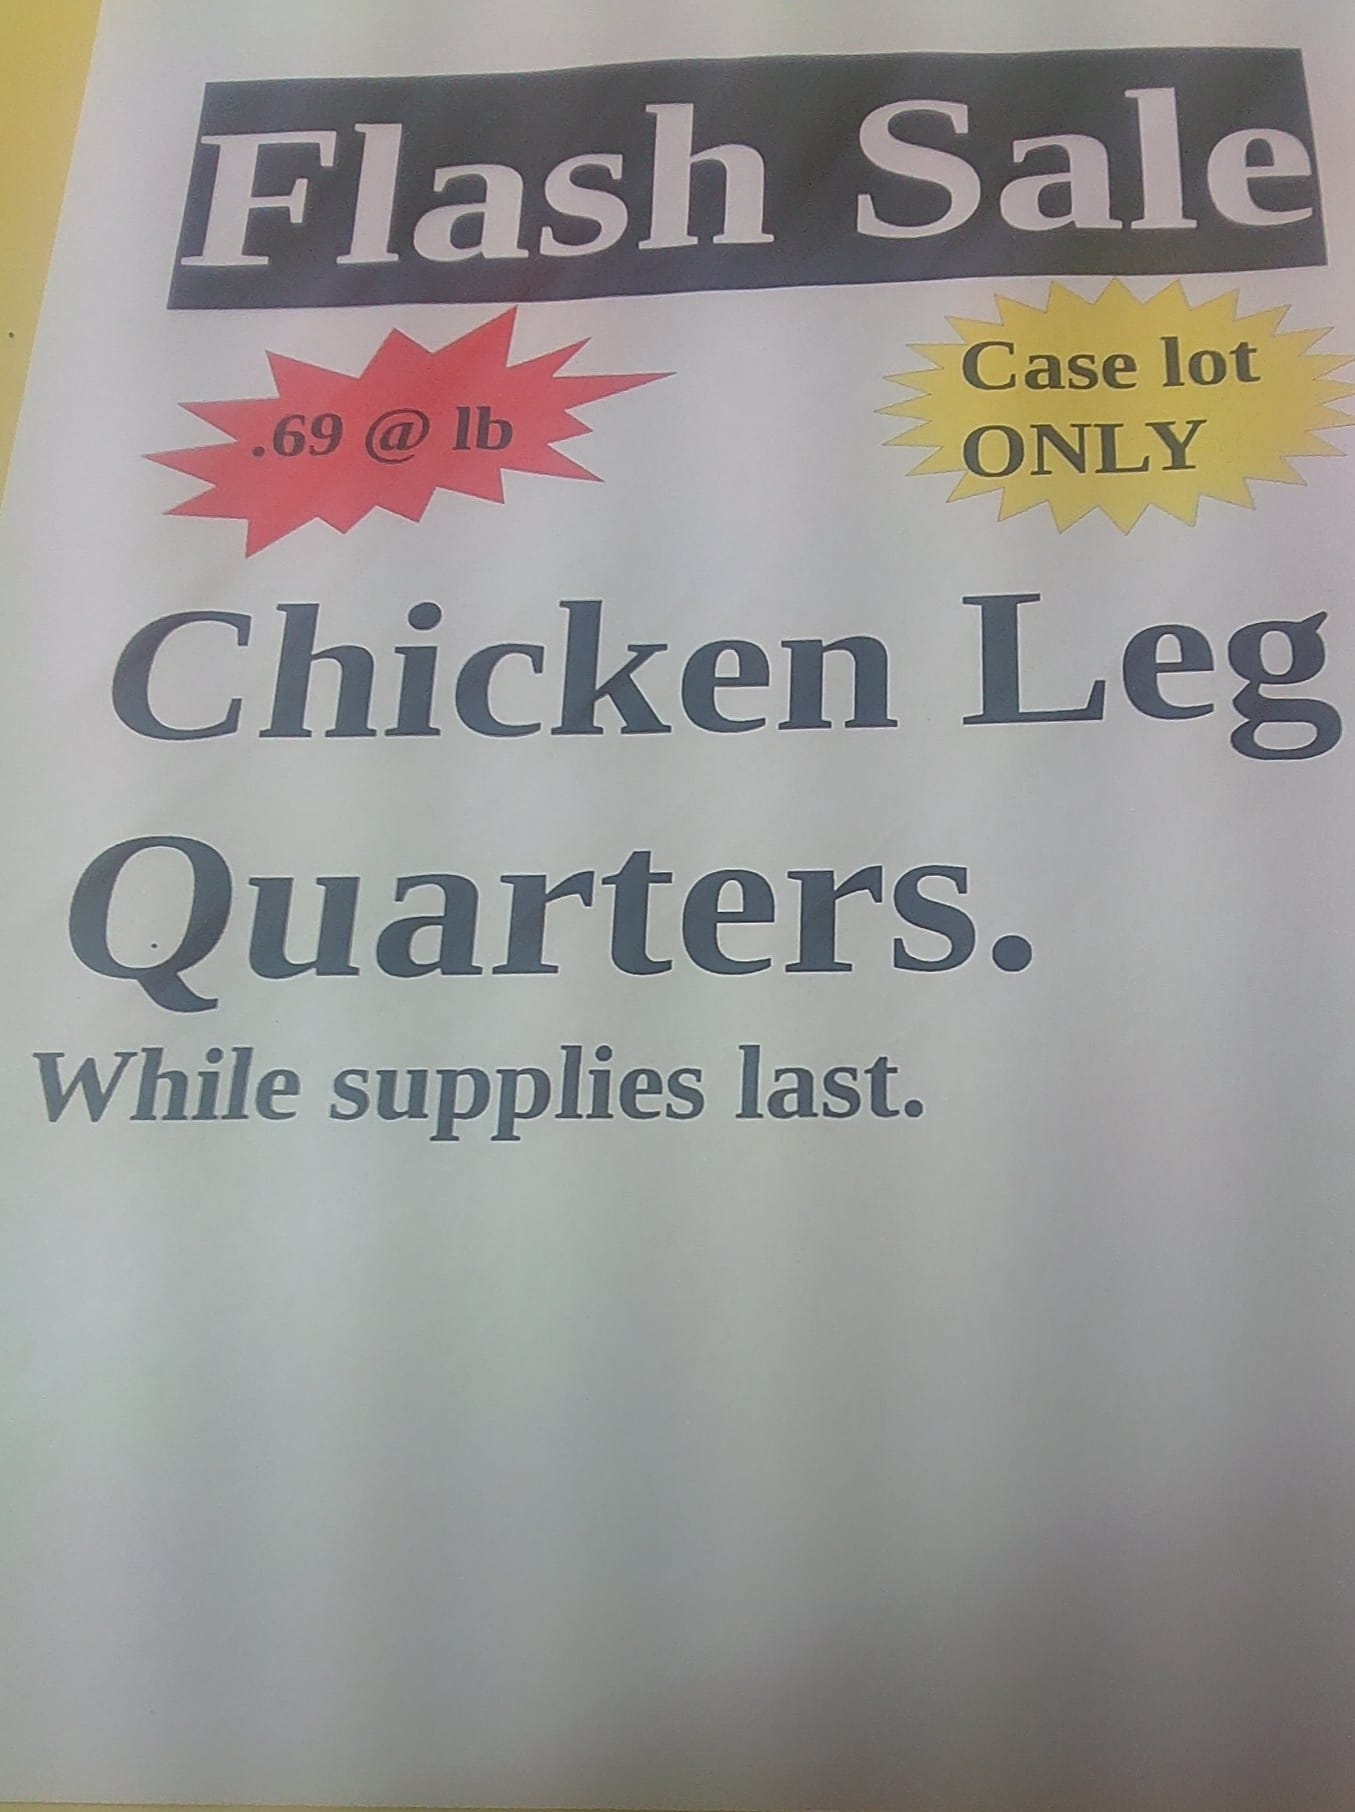 Flash Sale
.69 @ lb
Case lot
ONLY
Chicken Leg
Quarters.
While supplies last.